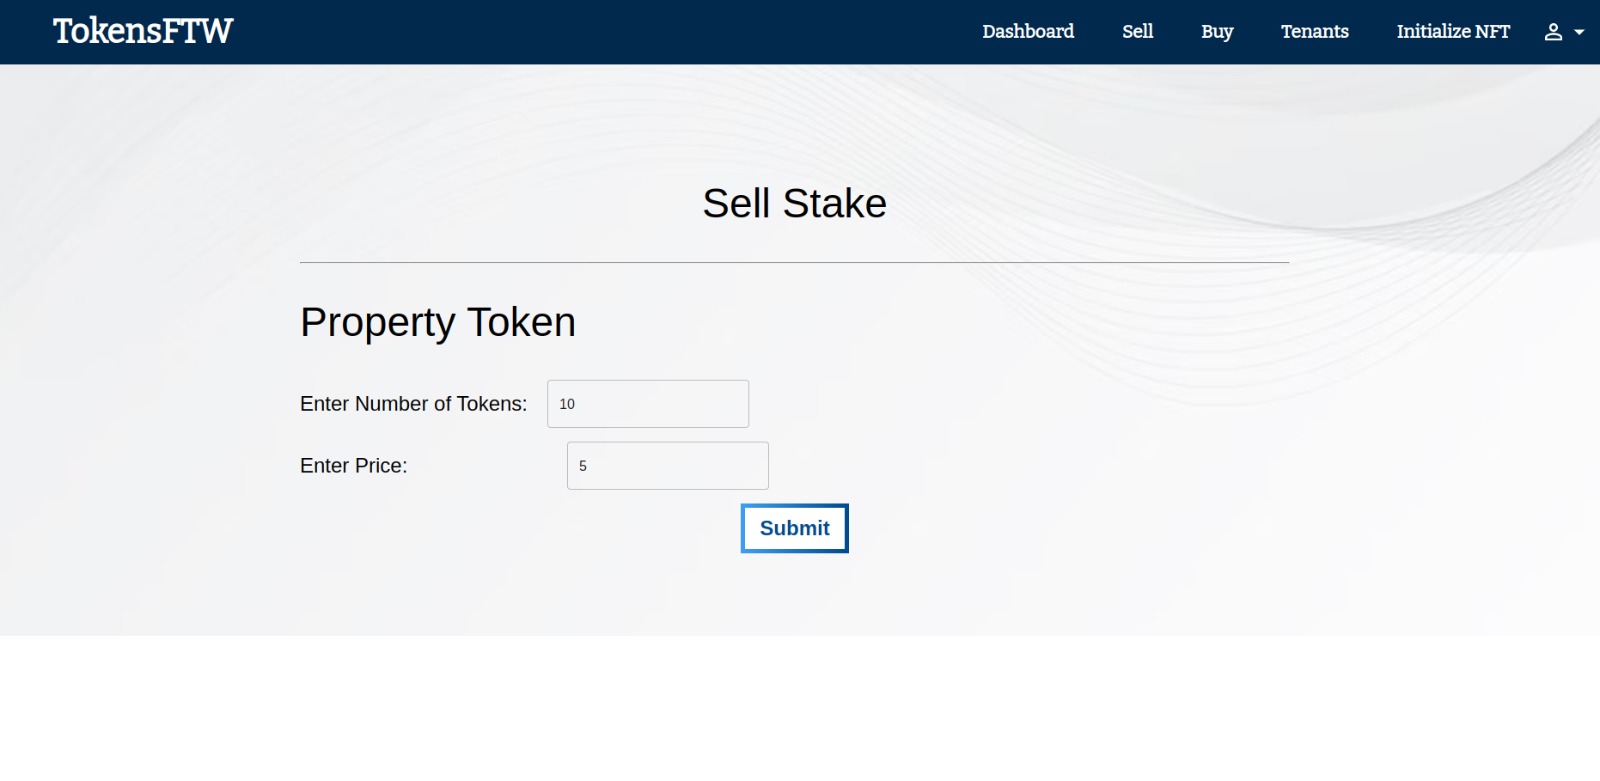 TokensFTW Dashboard Sell Buy Tenants Initialize NFT
Sell Stake
Property Token
Enter Number of Tokens: 10
Enter Price: 5
Submit